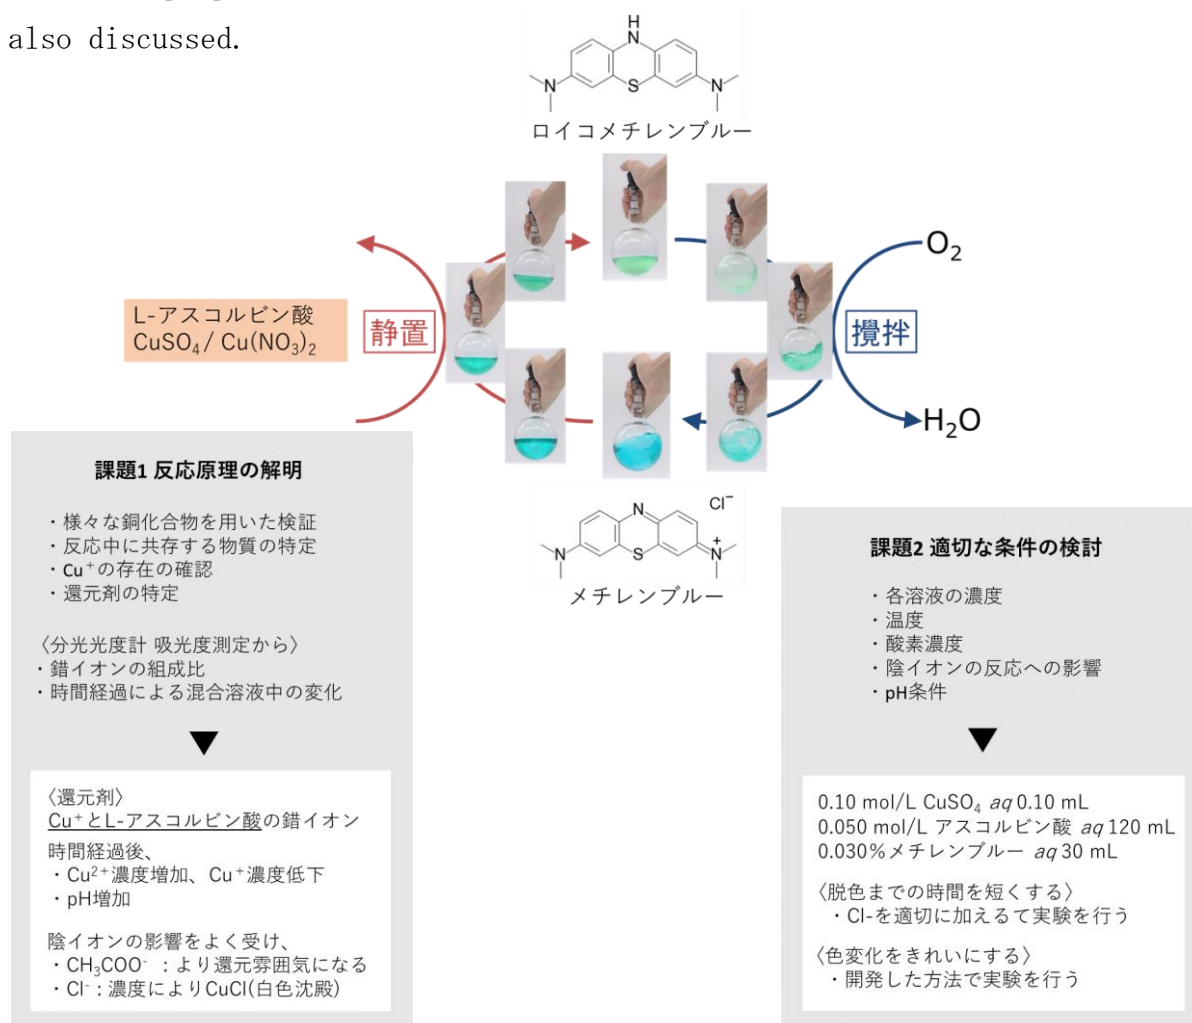 also discussed.
H
N
N
S
N
ロイコメチレンブルー
O₂
L-アスコルビン酸
CuSO₄ / Cu(NO₃)₂
静置
攪拌
H₂O
Cl⁻
N
N
S
N
+
メチレンブルー
課題1 反応原理の解明
・様々な銅化合物を用いた検証
・反応中に共存する物質の特定
・Cu⁺の存在の確認
・還元剤の特定
〈分光光度計 吸光度測定から〉
・錯イオンの組成比
・時間経過による混合溶液中の変化
▼
〈還元剤〉
Cu⁺とL-アスコルビン酸の錯イオン
時間経過後、
・Cu²⁺濃度増加、Cu⁺濃度低下
・pH増加
陰イオンの影響をよく受け、
・CH₃COO⁻ ：より還元雰囲気になる
・Cl⁻：濃度によりCuCl(白色沈殿)
課題2 適切な条件の検討
・各溶液の濃度
・温度
・酸素濃度
・陰イオンの反応への影響
・pH条件
▼
0.10 mol/L CuSO₄ aq 0.10 mL
0.050 mol/L アスコルビン酸 aq 120 mL
0.030%メチレンブルー aq 30 mL
〈脱色までの時間を短くする〉
・Cl-を適切に加えるて実験を行う
〈色変化をきれいにする〉
・開発した方法で実験を行う